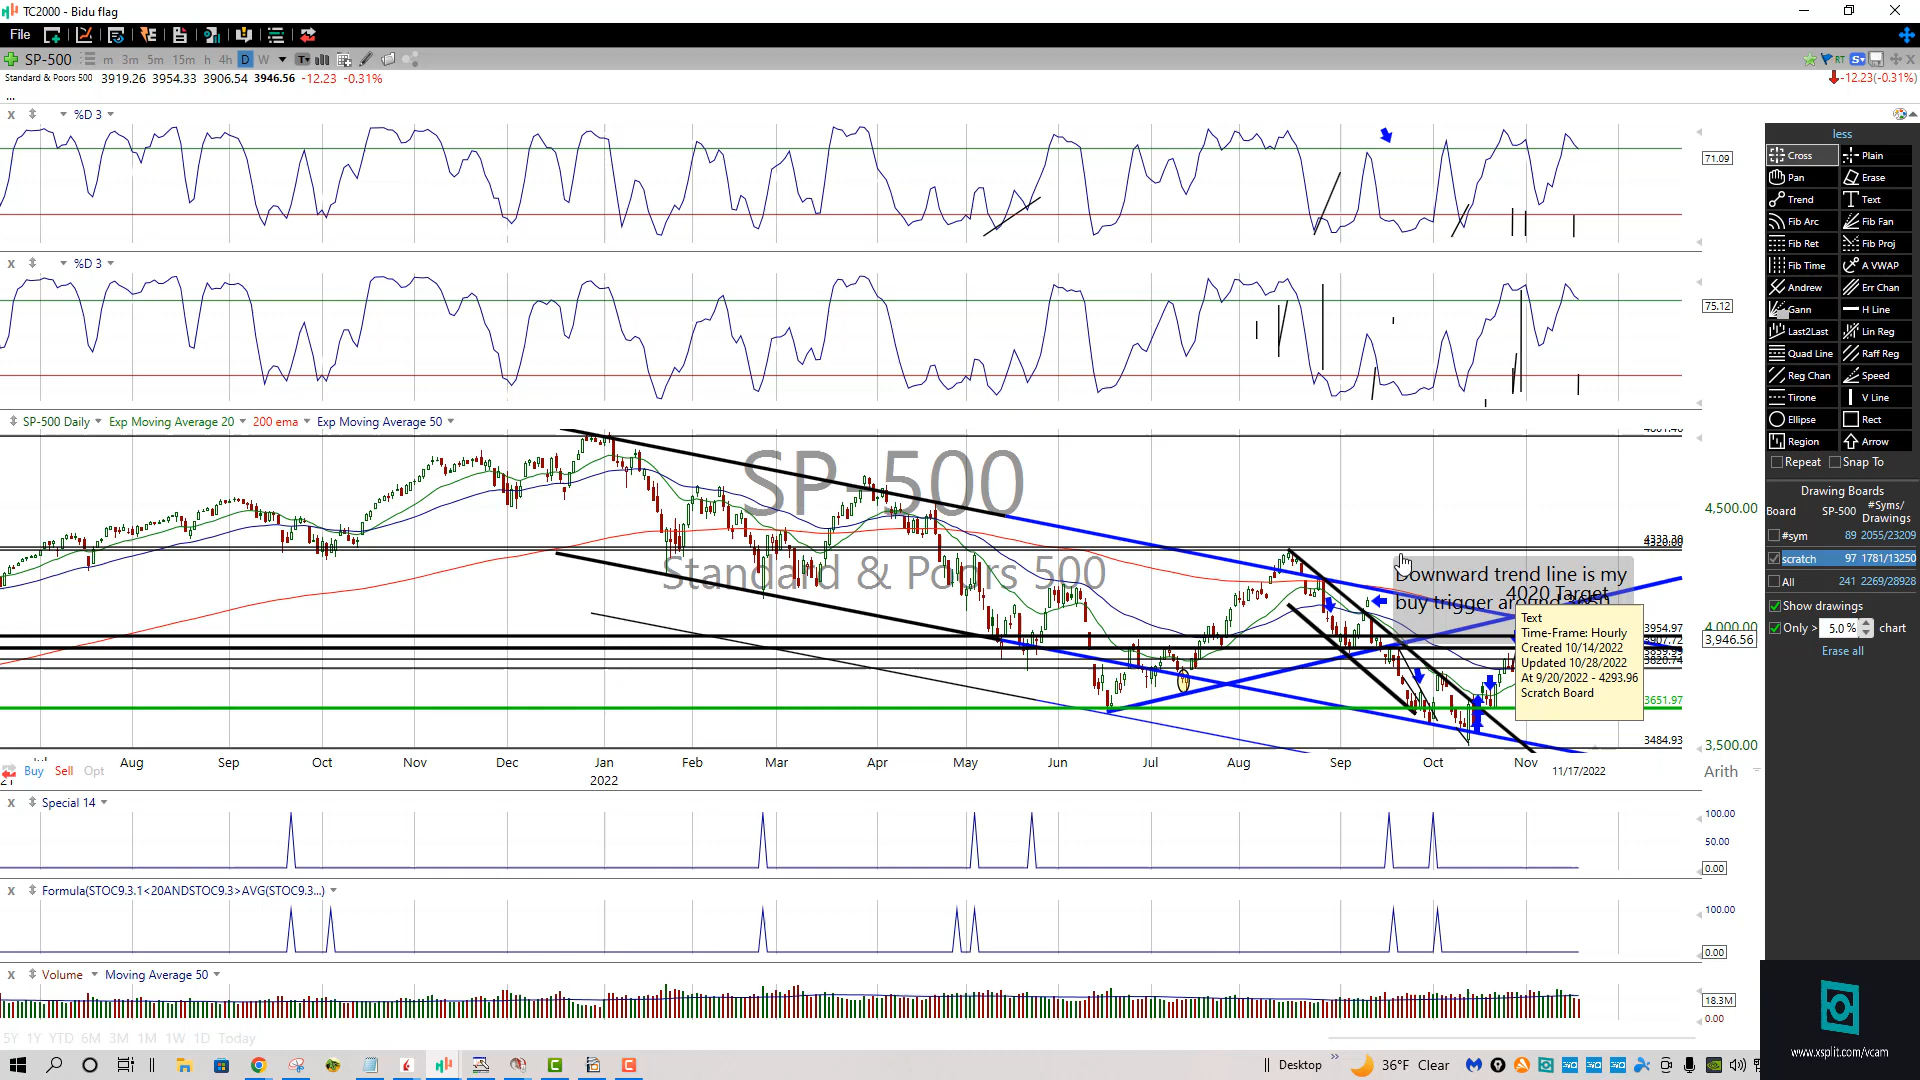 TC2000 - Bidu flag
File
SP-500 m 3m 5m 15m h 4h D W
RT
Standard & Poors 500 3919.26 3954.33 3906.54 3946.56 -12.23 -0.31%
-12.23(-0.31%)
...
%D 3
71.09
%D 3
75.12
SP-500 Daily Exp Moving Average 20 200 ema Exp Moving Average 50
SP-500
Standard & Poors 500
Downward trend line is my
4020 Target
Text
Time-Frame: Hourly
Created 10/14/2022
Updated 10/28/2022
At 9/20/2022 - 4293.96
Scratch Board
4,500.00
4,000.00
3954.97
3,946.56
3907.72
3820.74
3651.97
3484.93
3,500.00
Aug Sep Oct Nov Dec Jan Feb Mar Apr May Jun Jul Aug Sep Oct Nov
2022
11/17/2022
Arith
Buy Sell Opt
21
Special 14
100.00
50.00
0.00
Formula(STOC9.3.1<20ANDSTOC9.3>AVG(STOC9.3...)
100.00
0.00
Volume Moving Average 50
18.3M
0.00
5Y 1Y YTD 6M 3M 1M 1W 1D Today
less
Cross Plain
Pan Erase
Trend Text
Fib Arc Fib Fan
Fib Ret Fib Proj
Fib Time A VWAP
Andrew Err Chan
Gann H Line
Last2Last Lin Reg
Quad Line Raff Reg
Reg Chan Speed
Tirone V Line
Ellipse Rect
Region Arrow
Repeat Snap To
Drawing Boards
Board SP-500 #Syms/
Drawings
#sym 89 2055/23209
scratch 97 1781/13250
All 241 2269/28928
Show drawings
Only > 5.0 % chart
Erase all
www.xsplit.com/vcam
Desktop 36°F Clear